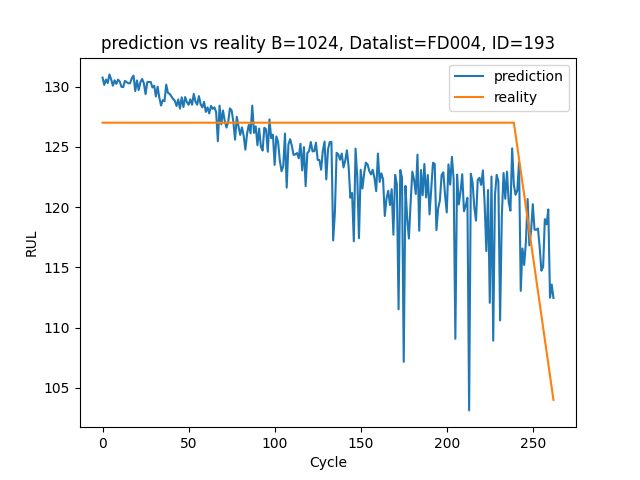 prediction vs reality B=1024, Datalist=FD004, ID=193
prediction
reality
RUL
130
125
120
115
110
105
0 50 100 150 200 250
Cycle